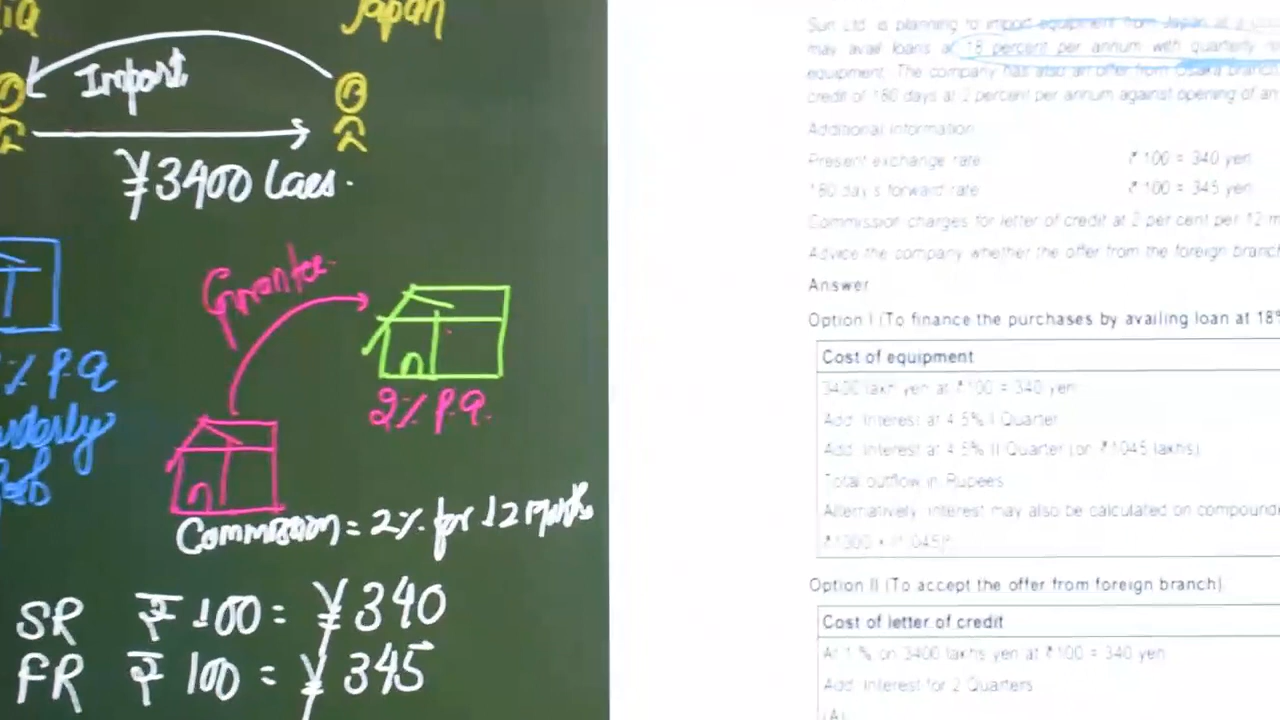 Japan
Import
¥3400 Lacs.
Grantee
% P.a
2% P.a.
Commission = 2% for 12 Months
SR ₹ 100 = ¥ 340
FR ₹ 100 = ¥ 345
Sun Ltd. is planning to import equipment from Japan at a
may avail loans at 18 percent per annum with quarterly
equipment. The company has also an offer from Osaka branch
credit of 180 days at 2 percent per annum against opening of an
Additional information:
Present exchange rate ₹ 100 = 340 yen
180 day's forward rate ₹ 100 = 345 yen
Commission charges for letter of credit at 2 per cent per 12 m
Advice the company whether the offer from the foreign branch
Answer
Option I (To finance the purchases by availing loan at 18%
Cost of equipment
3400 lakh yen at ₹100 = 340 yen
Add: Interest at 4.5% I Quarter
Add: Interest at 4.5% II Quarter (on ₹1045 lakhs)
Total outflow in Rupees
Alternatively, interest may also be calculated on compound
Option II (To accept the offer from foreign branch)
Cost of letter of credit
At 1 % on 3400 lakhs yen at ₹100 = 340 yen
Add: Interest for 2 Quarters
(A)